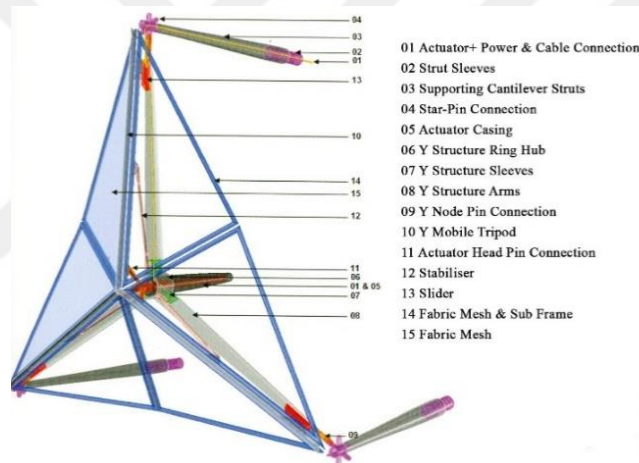 04
03
02
01
13
10
14
15
12
11
06
01 & 05
07
08
09
01 Actuator+ Power & Cable Connection
02 Strut Sleeves
03 Supporting Cantilever Struts
04 Star-Pin Connection
05 Actuator Casing
06 Y Structure Ring Hub
07 Y Structure Sleeves
08 Y Structure Arms
09 Y Node Pin Connection
10 Y Mobile Tripod
11 Actuator Head Pin Connection
12 Stabiliser
13 Slider
14 Fabric Mesh & Sub Frame
15 Fabric Mesh